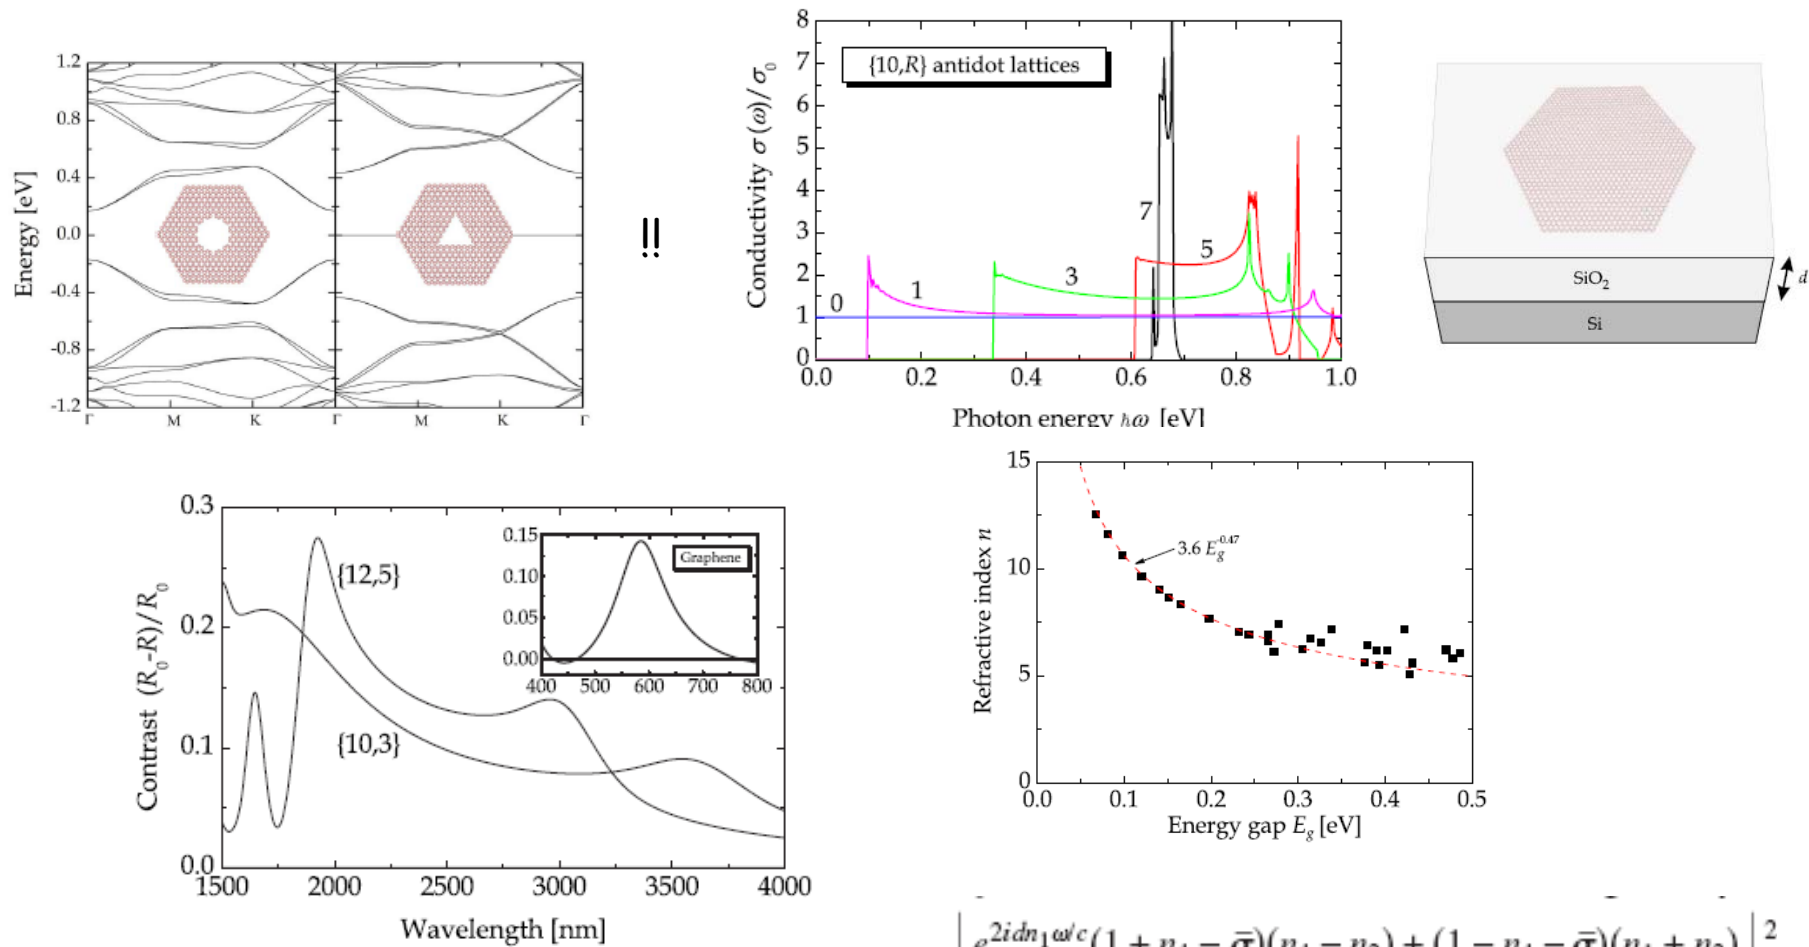 1.2
0.8
0.4
0.0
-0.4
-0.8
-1.2
Energy [eV]
Γ M K Γ M K Γ
!!
8
7
6
5
4
3
2
1
0
Conductivity σ(ω)/σ₀
{10,R} antidot lattices
0
1
3
5
7
0.0 0.2 0.4 0.6 0.8 1.0
Photon energy ħω [eV]
SiO₂
Si
d
0.3
0.2
0.1
0.0
Contrast (R₀-R)/R₀
{12,5}
{10,3}
0.15
0.10
0.05
0.00
Graphene
400 500 600 700 800
1500 2000 2500 3000 3500 4000
Wavelength [nm]
15
10
5
0
Refractive index n
3.6 E_g^-0.47
0.0 0.1 0.2 0.3 0.4 0.5
Energy gap E_g [eV]